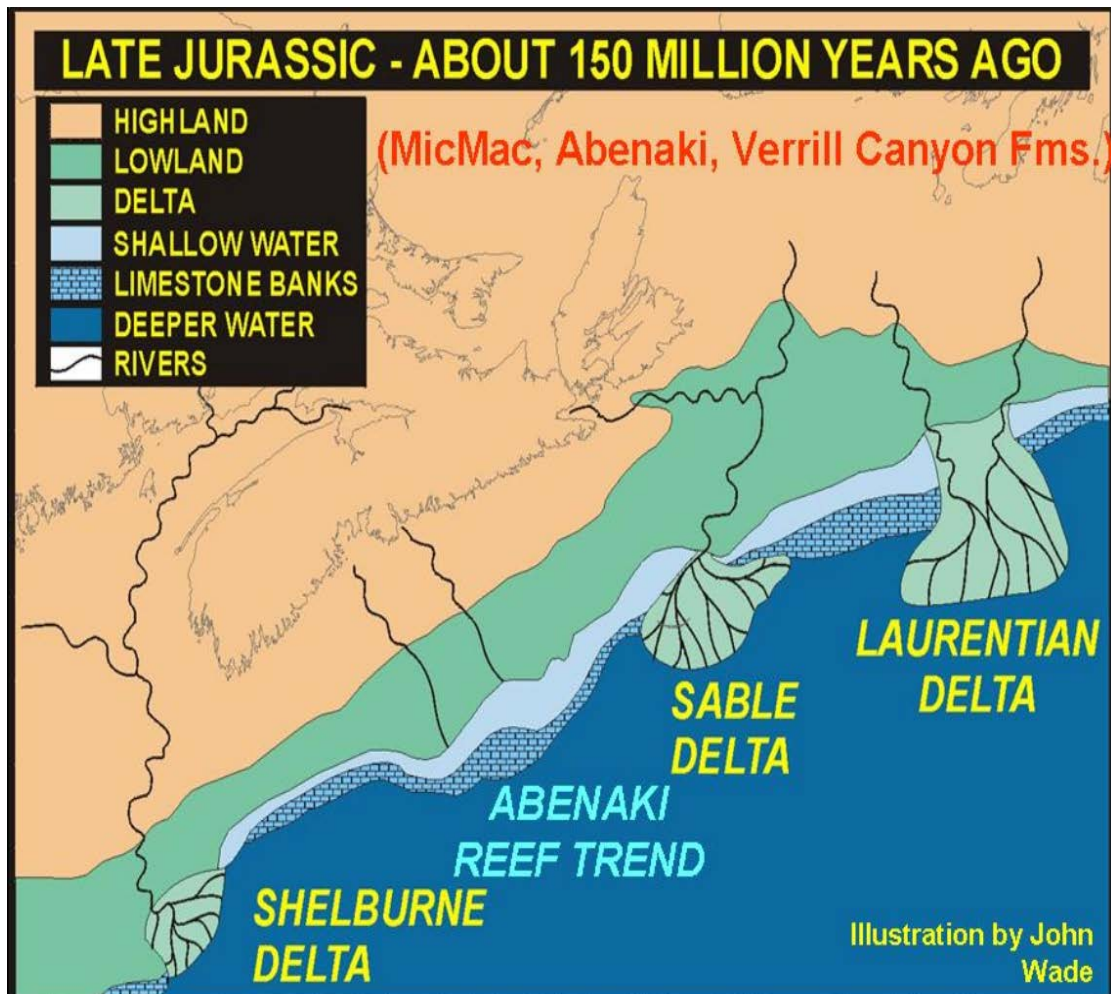 LATE JURASSIC - ABOUT 150 MILLION YEARS AGO
HIGHLAND
LOWLAND
DELTA
SHALLOW WATER
LIMESTONE BANKS
DEEPER WATER
RIVERS
(MicMac, Abenaki, Verrill Canyon Fms.)
LAURENTIAN
DELTA
SABLE
DELTA
ABENAKI
REEF TREND
SHELBURNE
DELTA
Illustration by John
Wade